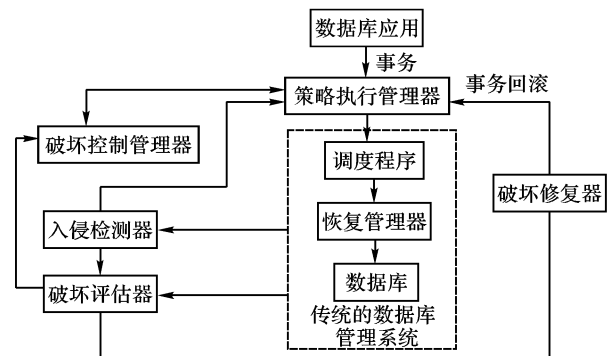 数据库应用
事务
策略执行管理器
事务回滚
破坏控制管理器
调度程序
破坏修复器
入侵检测器
恢复管理器
破坏评估器
数据库
传统的数据库
管理系统